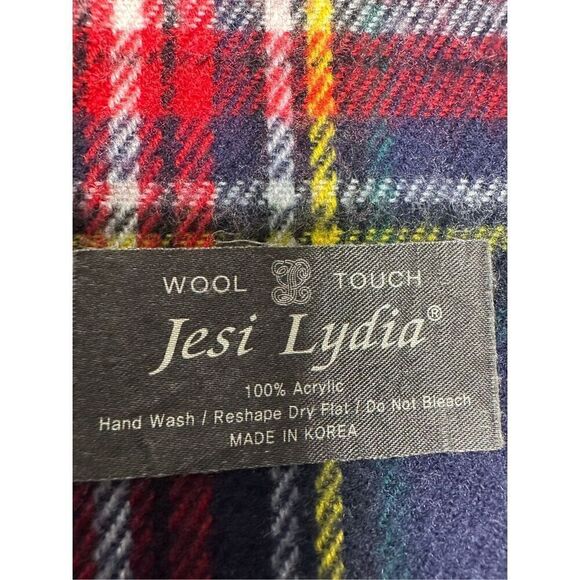 WOOL TOUCH
Jesi Lydia®
100% Acrylic
Hand Wash / Reshape Dry Flat / Do Not Bleach
MADE IN KOREA